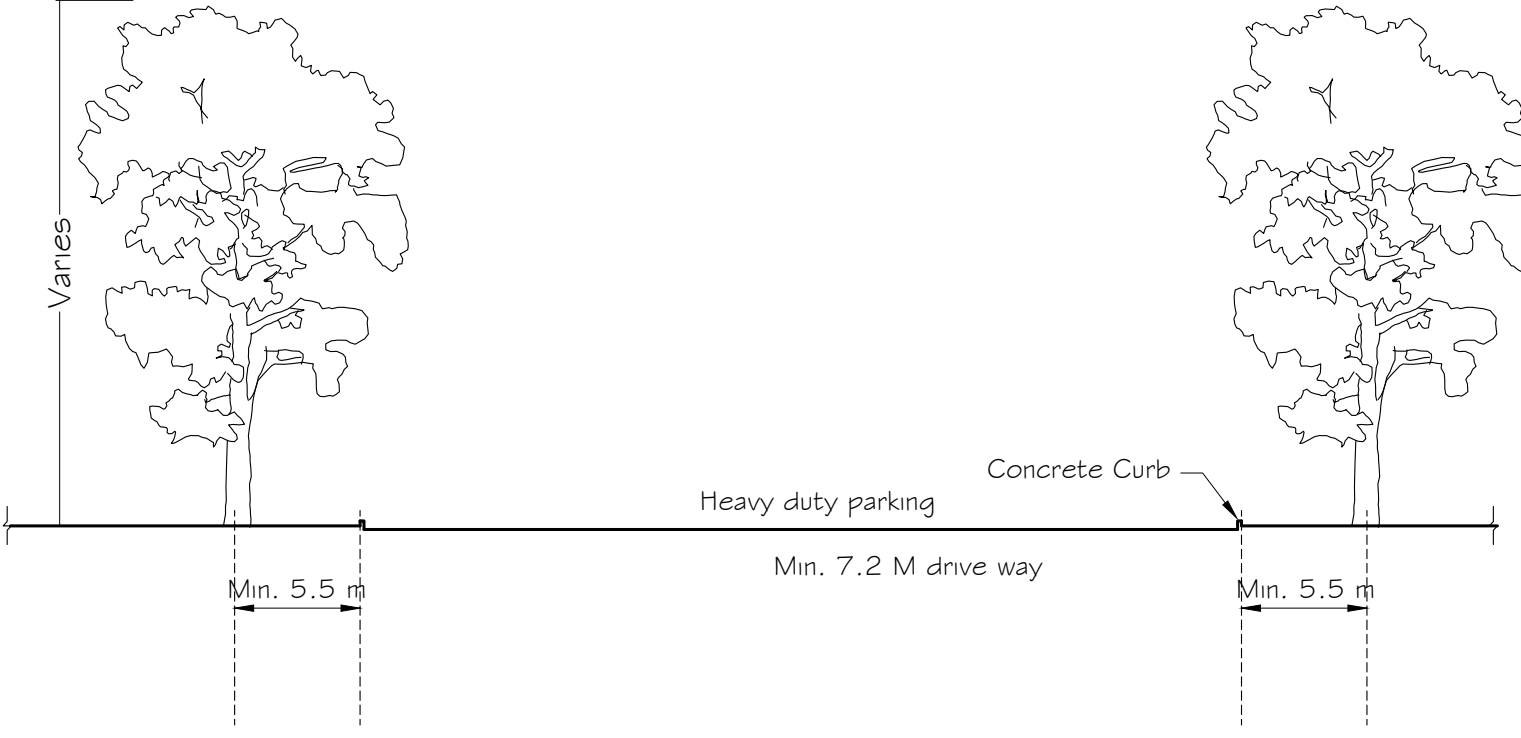 Varies
Concrete Curb
Heavy duty parking
Min. 7.2 M drive way
Min. 5.5 m
Min. 5.5 m